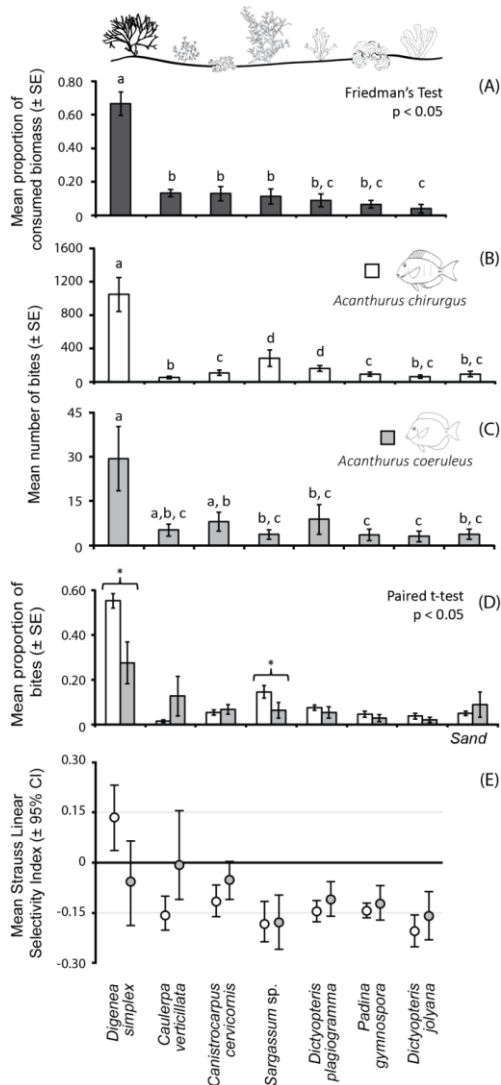 (A)
Mean proportion of
consumed biomass (± SE)
0.80
0.60
0.40
0.20
0
Friedman's Test
p < 0.05
a
b
b
b
b, c
b, c
c
(B)
Mean number of bites (± SE)
1600
1200
800
400
0
Acanthurus chirurgus
a
b
c
d
d
c
b, c
b, c
(C)
45
30
15
0
Acanthurus coeruleus
a
a,b, c
a, b
b, c
b, c
c
c
b, c
(D)
Mean proportion of
bites (± SE)
0.60
0.40
0.20
0.00
Paired t-test
p < 0.05
*
*
Sand
(E)
Mean Strauss Linear
Selectivity Index (± 95% CI)
0.30
0.15
0
-0.15
-0.30
Digenea
simplex
Caulerpa
verticillata
Canistrocarpus
cervicornis
Sargassum sp.
Dictyopteris
plagiogramma
Padina
gymnospora
Dictyopteris
jolyana